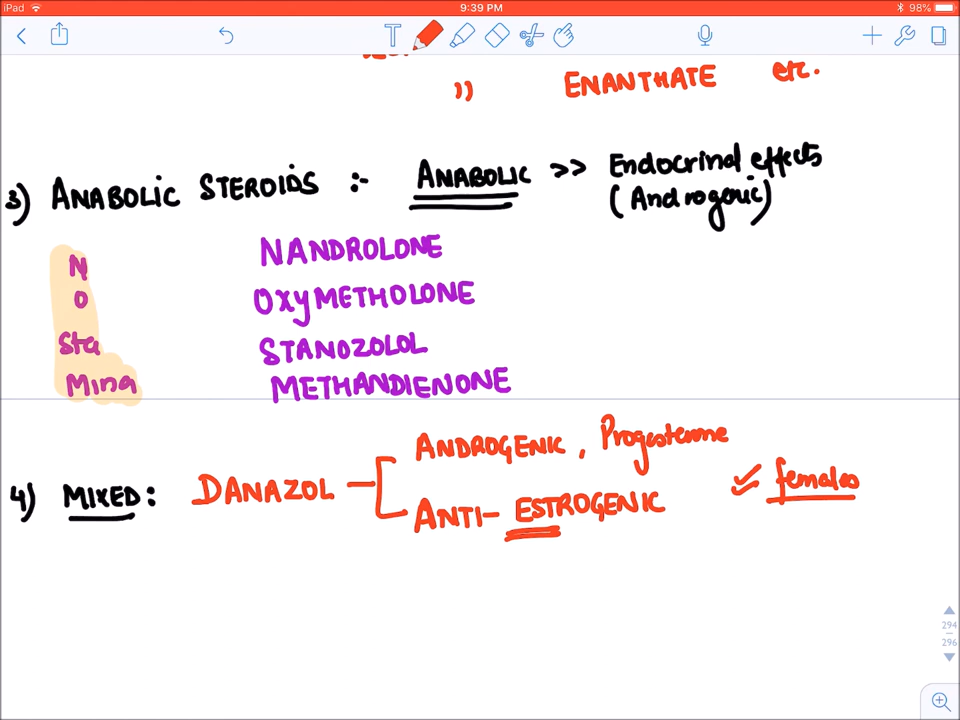 iPad 9:39 PM 98%
T
" ENANTHATE etc.
3) ANABOLIC STEROIDS :- ANABOLIC >> Endocrinal effects
(Androgenic)
N NANDROLONE
O OXYMETHOLONE
Sta STANOZOLOL
Mina METHANDIENONE
ANDROGENIC, Progesterone
4) MIXED: DANAZOL females
ANTI-ESTROGENIC
294
296